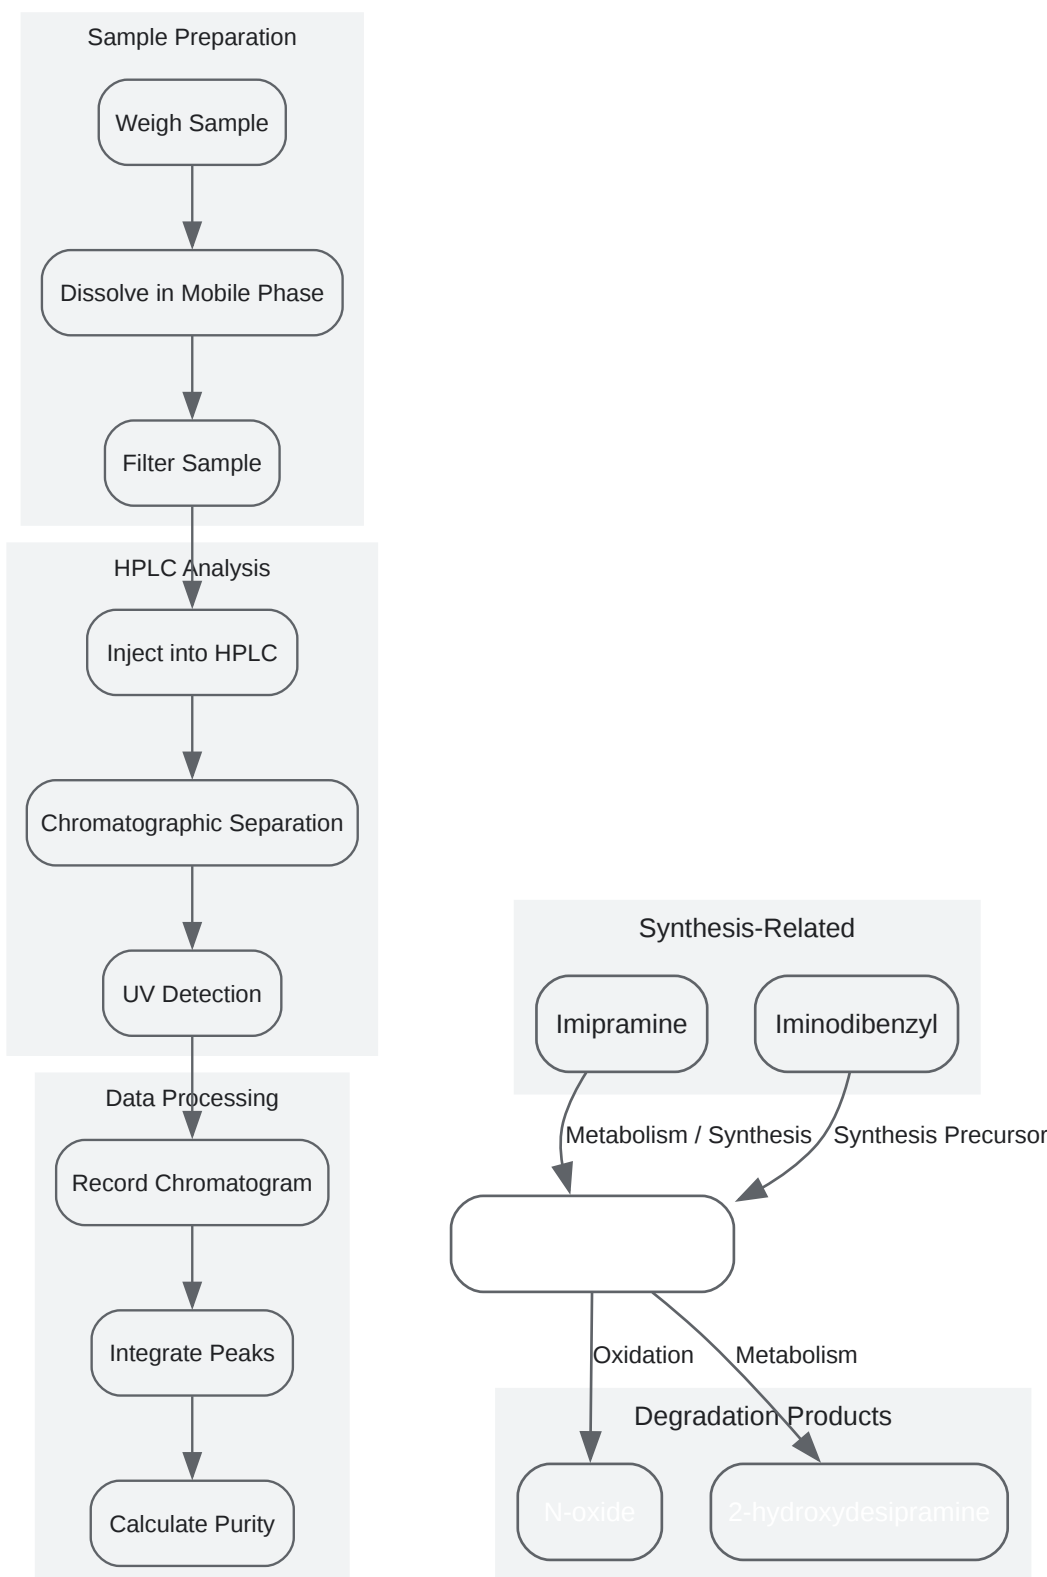 Sample Preparation
Weigh Sample
Dissolve in Mobile Phase
Filter Sample
HPLC Analysis
Inject into HPLC
Chromatographic Separation
UV Detection
Data Processing
Record Chromatogram
Integrate Peaks
Calculate Purity
Synthesis-Related
Imipramine
Iminodibenzyl
Metabolism / Synthesis
Synthesis Precursor
Oxidation
Metabolism
Degradation Products
N-oxide
2-hydroxydesipramine